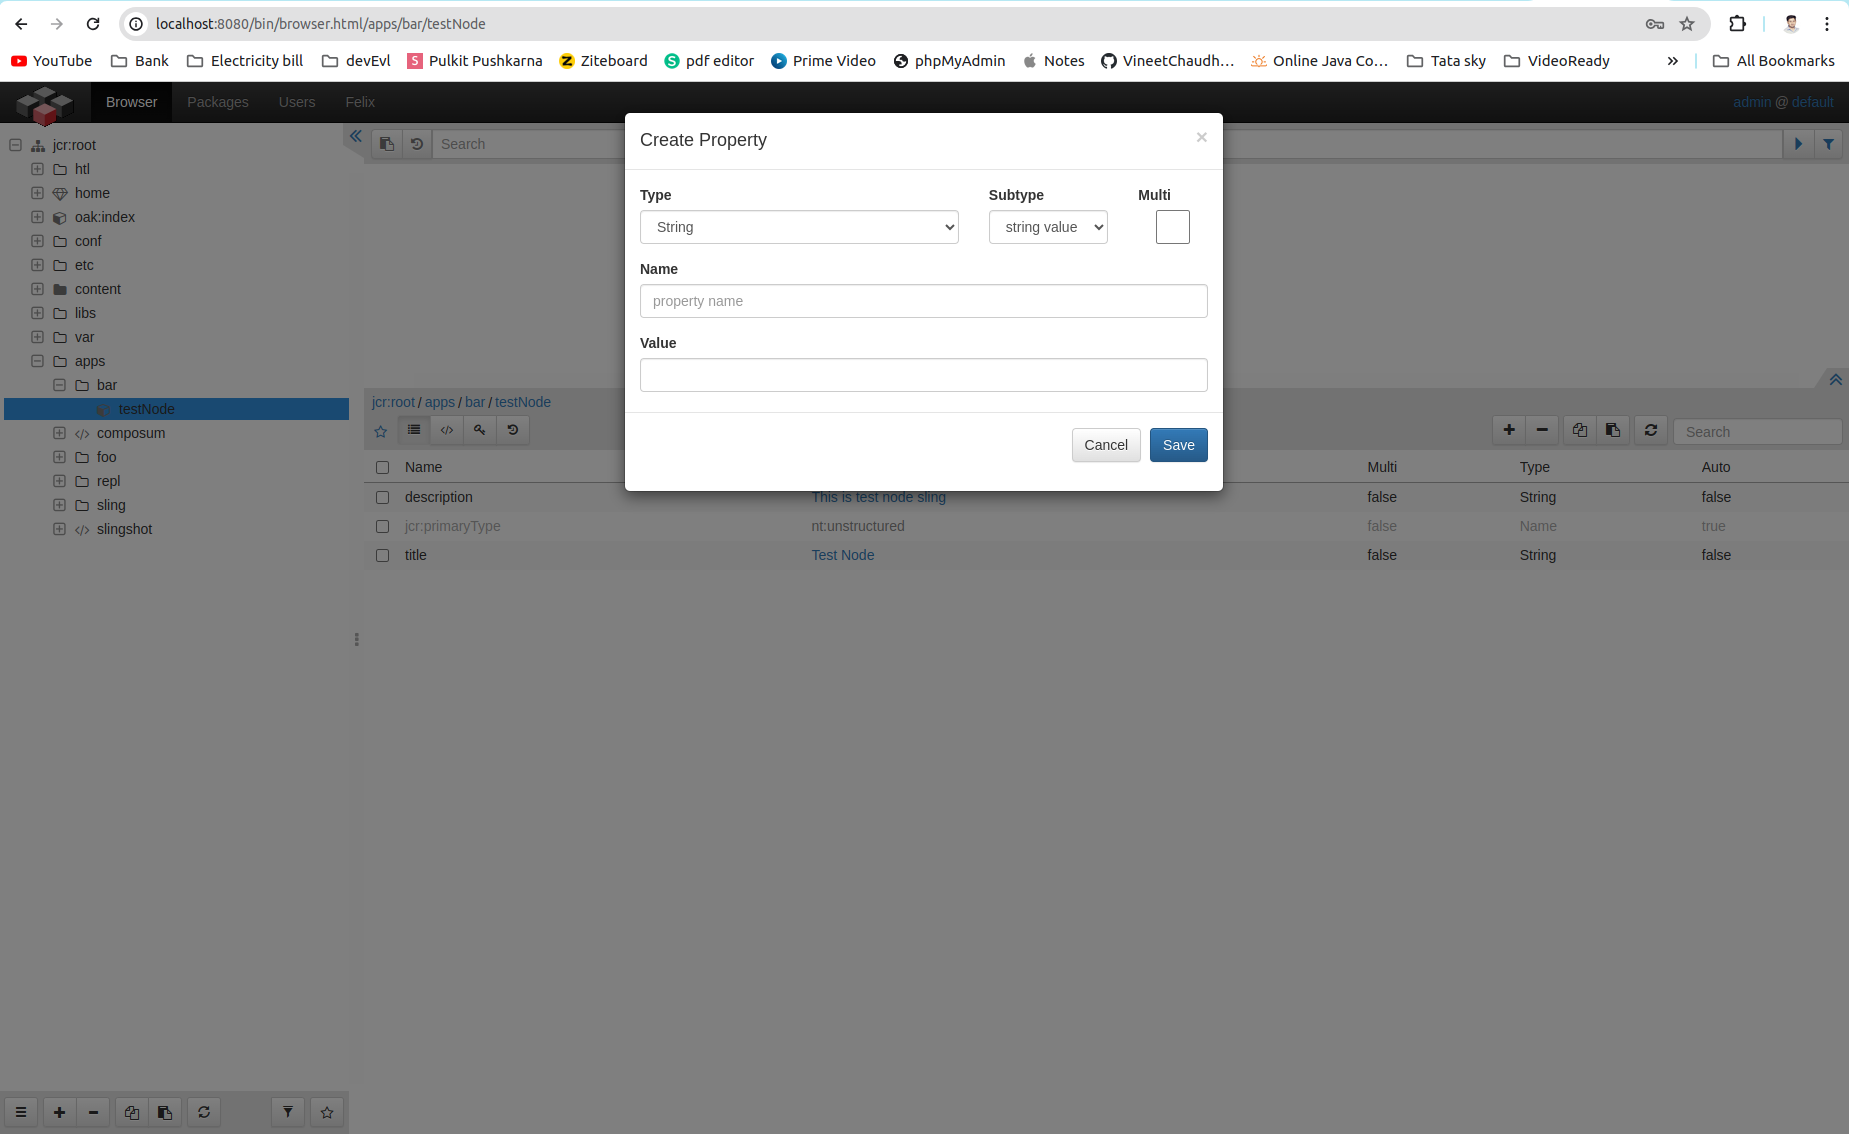 localhost:8080/bin/browser.html/apps/bar/testNode
YouTube Bank Electricity bill devEvl S Pulkit Pushkarna Z Ziteboard S pdf editor Prime Video phpMyAdmin Notes VineetChaudh... Online Java Co... Tata sky VideoReady » All Bookmarks
Browser Packages Users Felix admin @ default
jcr:root
htl
home
oak:index
conf
etc
content
libs
var
apps
bar
testNode
composum
foo
repl
sling
slingshot
Search
Create Property ×
Type Subtype Multi
String string value
Name
property name
Value
Cancel Save
jcr:root / apps / bar / testNode
Search
Name Multi Type Auto
description This is test node sling false String false
jcr:primaryType nt:unstructured false Name true
title Test Node false String false